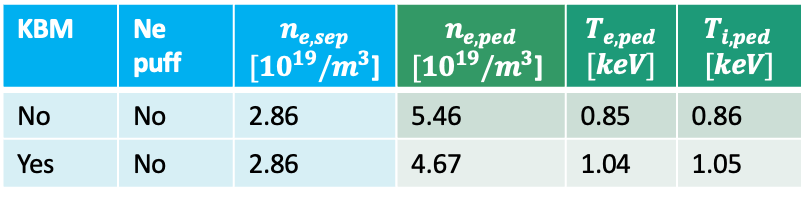 KBM Ne puff n_{e,sep} [10^{19}/m^3] n_{e,ped} [10^{19}/m^3] T_{e,ped} [keV] T_{i,ped} [keV]
No No 2.86 5.46 0.85 0.86
Yes No 2.86 4.67 1.04 1.05